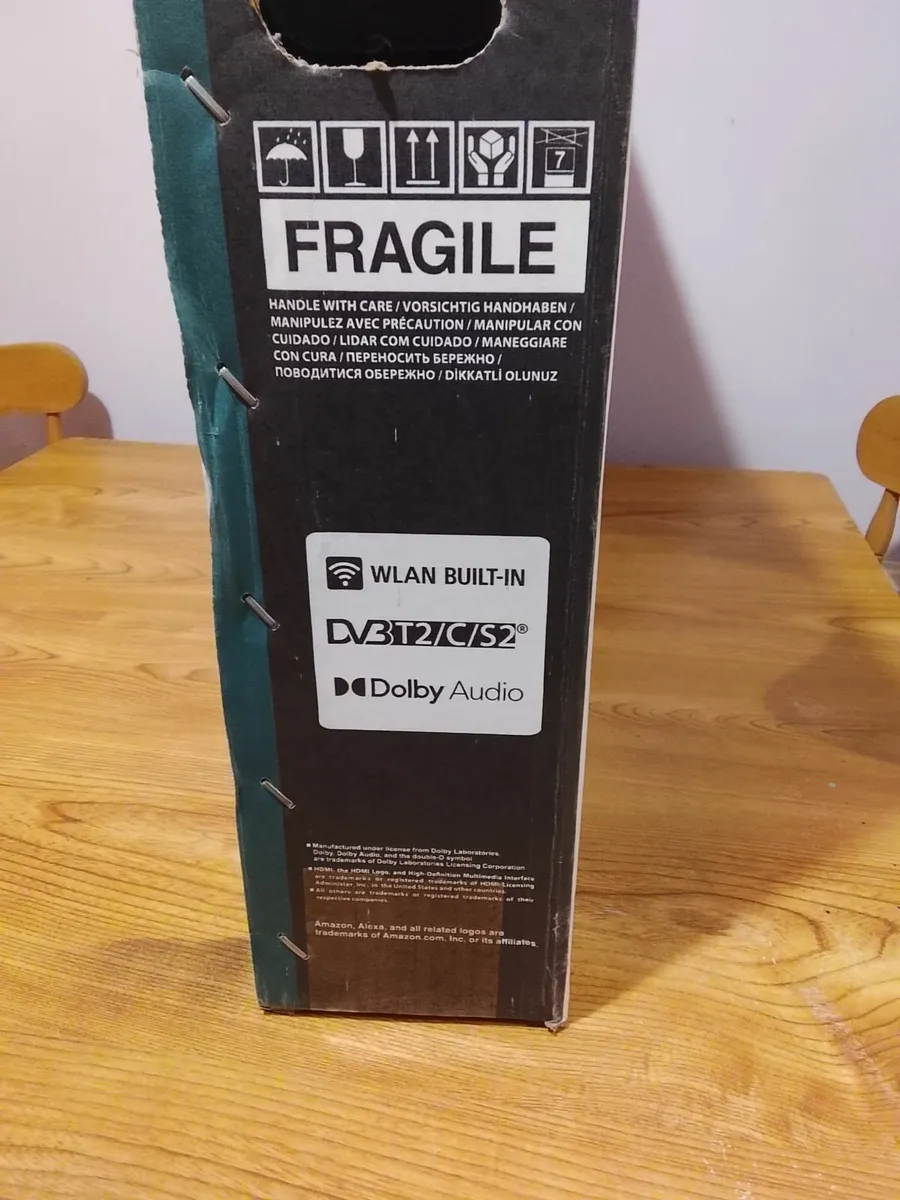 7
FRAGILE
HANDLE WITH CARE / VORSICHTIG HANDHABEN /
MANIPULEZ AVEC PRÉCAUTION / MANIPULAR CON
CUIDADO / LIDAR COM CUIDADO / MANEGGIARE
CON CURA / ПЕРЕНОСИТЬ БЕРЕЖНО /
ПОВОДИТИСЯ ОБЕРЕЖНО / DİKKATLİ OLUNUZ
WLAN BUILT-IN
DVB T2/C/S2®
Dolby Audio
Manufactured under license from Dolby Laboratories.
Dolby, Dolby Audio, and the double-D symbol
are trademarks of Dolby Laboratories Licensing Corporation
HDMI, the HDMI Logo, and High-Definition Multimedia Interface
are trademarks or registered trademarks of HDMI Licensing
Administer, Inc. in the United States and other countries.
All others are trademarks or registered trademarks of their
respective companies.
Amazon, Alexa, and all related logos are
trademarks of Amazon.com, Inc. or its affiliates.